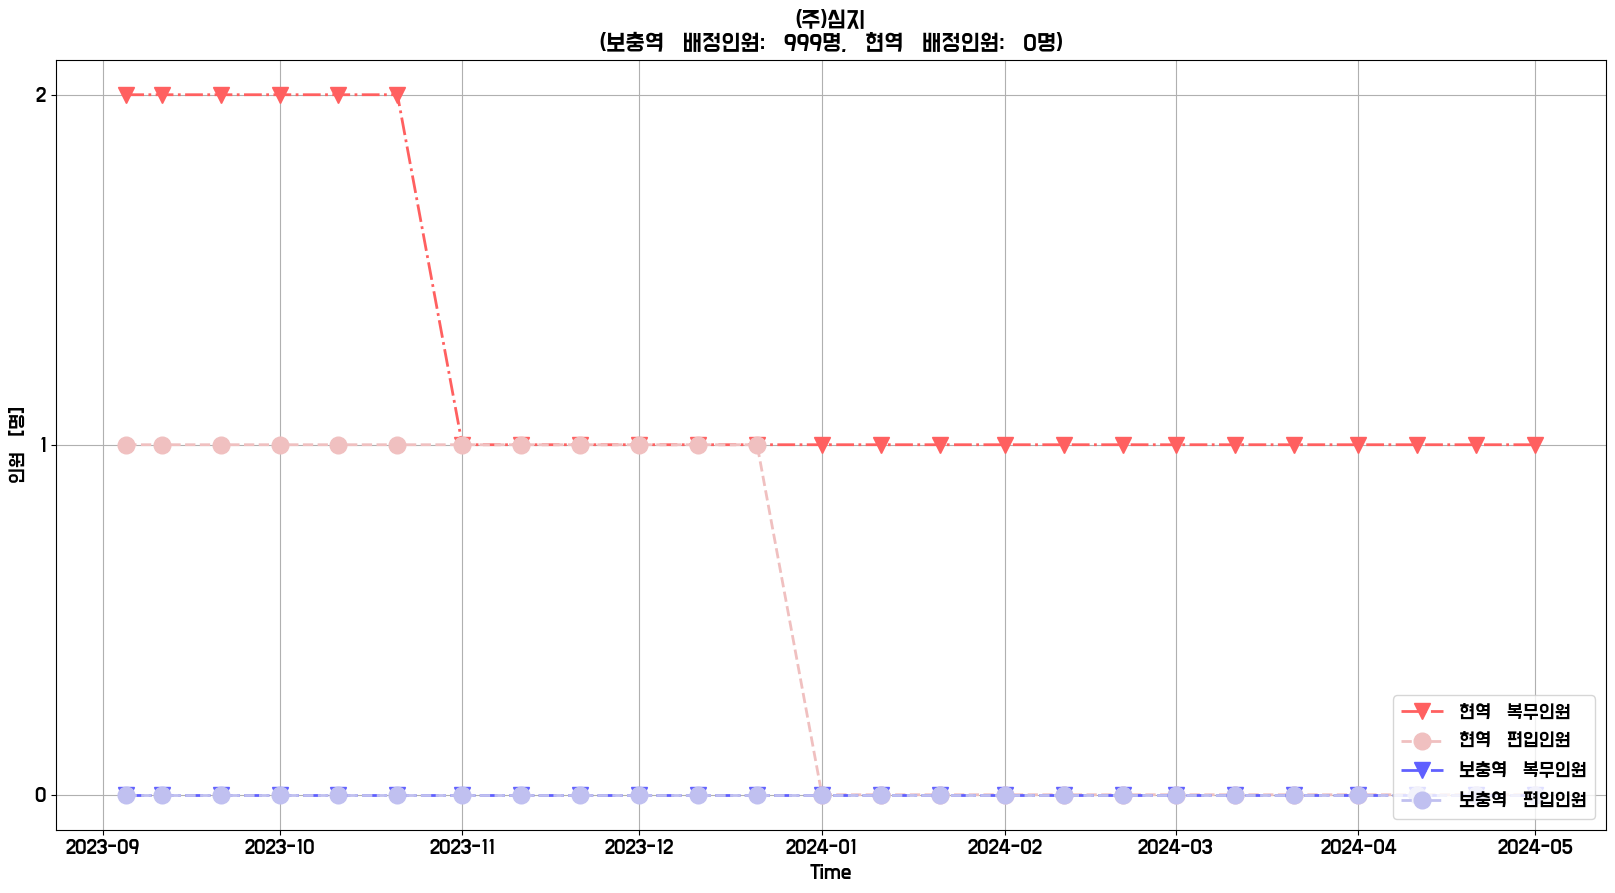 (주)심지
(보충역 배정인원: 999명, 현역 배정인원: 0명)
인원 [명]
2
1
0
현역 복무인원
현역 편입인원
보충역 복무인원
보충역 편입인원
2023-09 2023-10 2023-11 2023-12 2024-01 2024-02 2024-03 2024-04 2024-05
Time